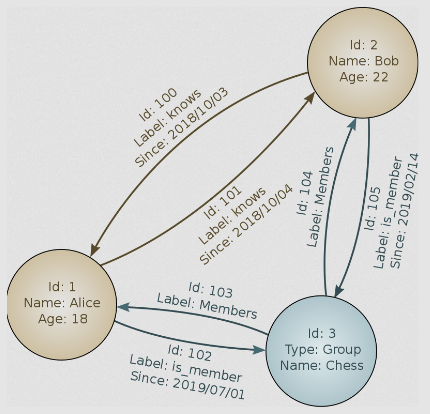 Id: 2
Name: Bob
Age: 22
Id: 100
Label: knows
Since: 2018/10/03
Id: 101
Label: knows
Since: 2018/10/04
Id: 104
Label: Members
Id: 105
Label: is_member
Since: 2019/02/14
Id: 1
Name: Alice
Age: 18
Id: 103
Label: Members
Id: 102
Label: is_member
Since: 2019/07/01
Id: 3
Type: Group
Name: Chess